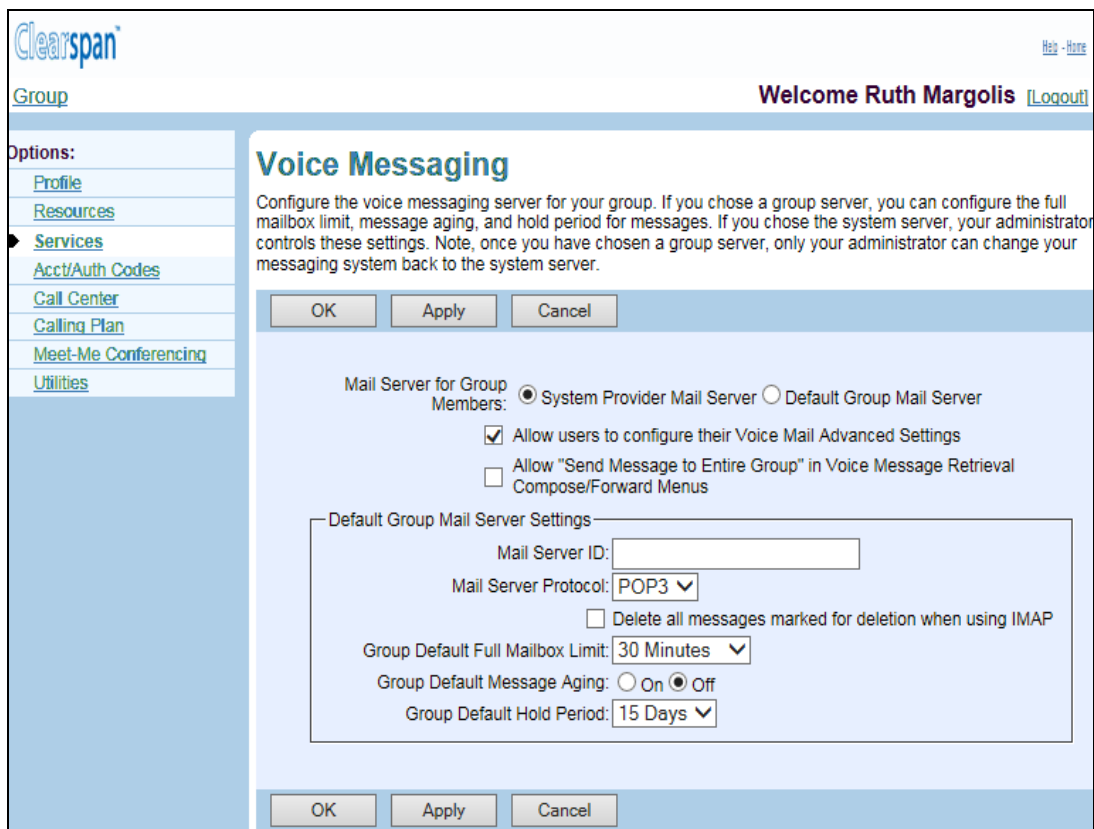 Clearspan™
Help - Home
Group
Welcome Ruth Margolis [Logout]
Options:
Profile
Resources
Services
Acct/Auth Codes
Call Center
Calling Plan
Meet-Me Conferencing
Utilities
Voice Messaging
Configure the voice messaging server for your group. If you chose a group server, you can configure the full
mailbox limit, message aging, and hold period for messages. If you chose the system server, your administrator
controls these settings. Note, once you have chosen a group server, only your administrator can change your
messaging system back to the system server.
OK Apply Cancel
Mail Server for Group
Members: System Provider Mail Server Default Group Mail Server
Allow users to configure their Voice Mail Advanced Settings
Allow "Send Message to Entire Group" in Voice Message Retrieval
Compose/Forward Menus
Default Group Mail Server Settings
Mail Server ID:
Mail Server Protocol: POP3
Delete all messages marked for deletion when using IMAP
Group Default Full Mailbox Limit: 30 Minutes
Group Default Message Aging: On Off
Group Default Hold Period: 15 Days
OK Apply Cancel